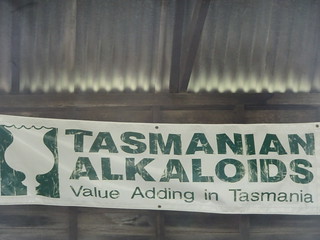 TASMANIAN
ALKALOIDS
Value Adding in Tasmania